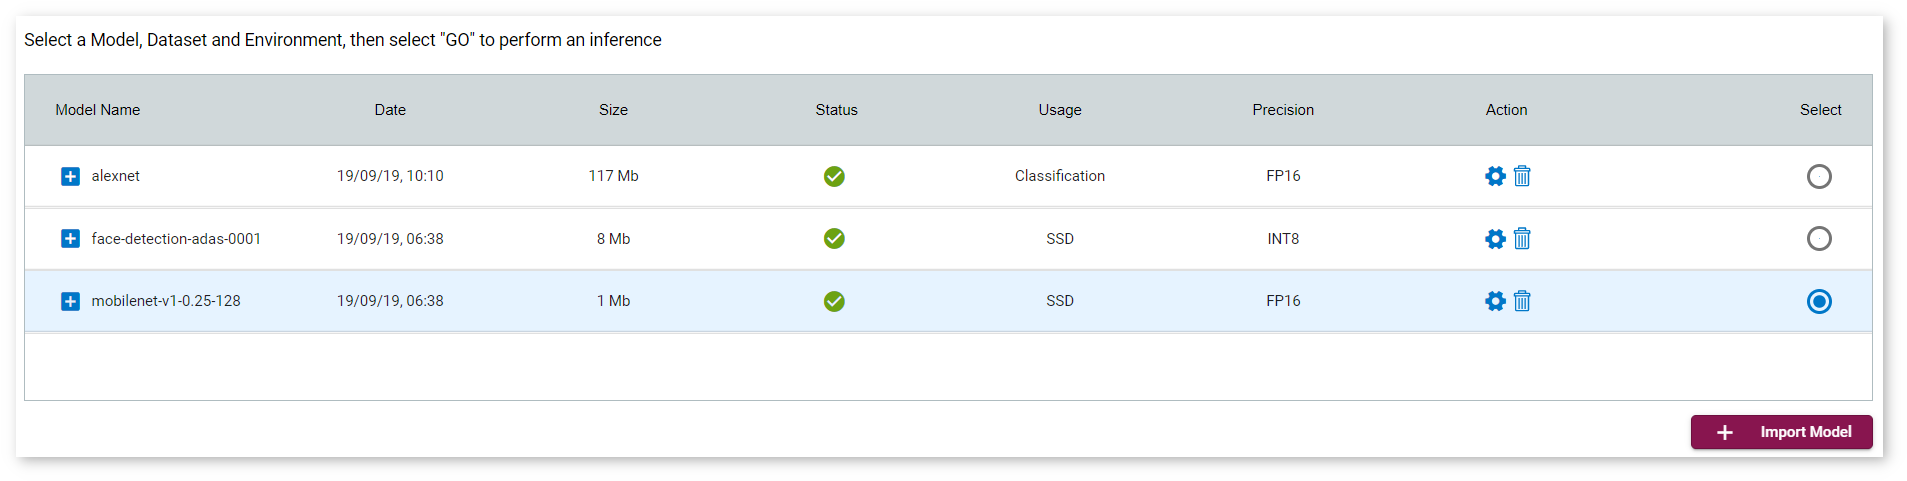 Select a Model, Dataset and Environment, then select "GO" to perform an inference
Model Name Date Size Status Usage Precision Action Select
alexnet 19/09/19, 10:10 117 Mb Classification FP16
face-detection-adas-0001 19/09/19, 06:38 8 Mb SSD INT8
mobilenet-v1-0.25-128 19/09/19, 06:38 1 Mb SSD FP16
Import Model